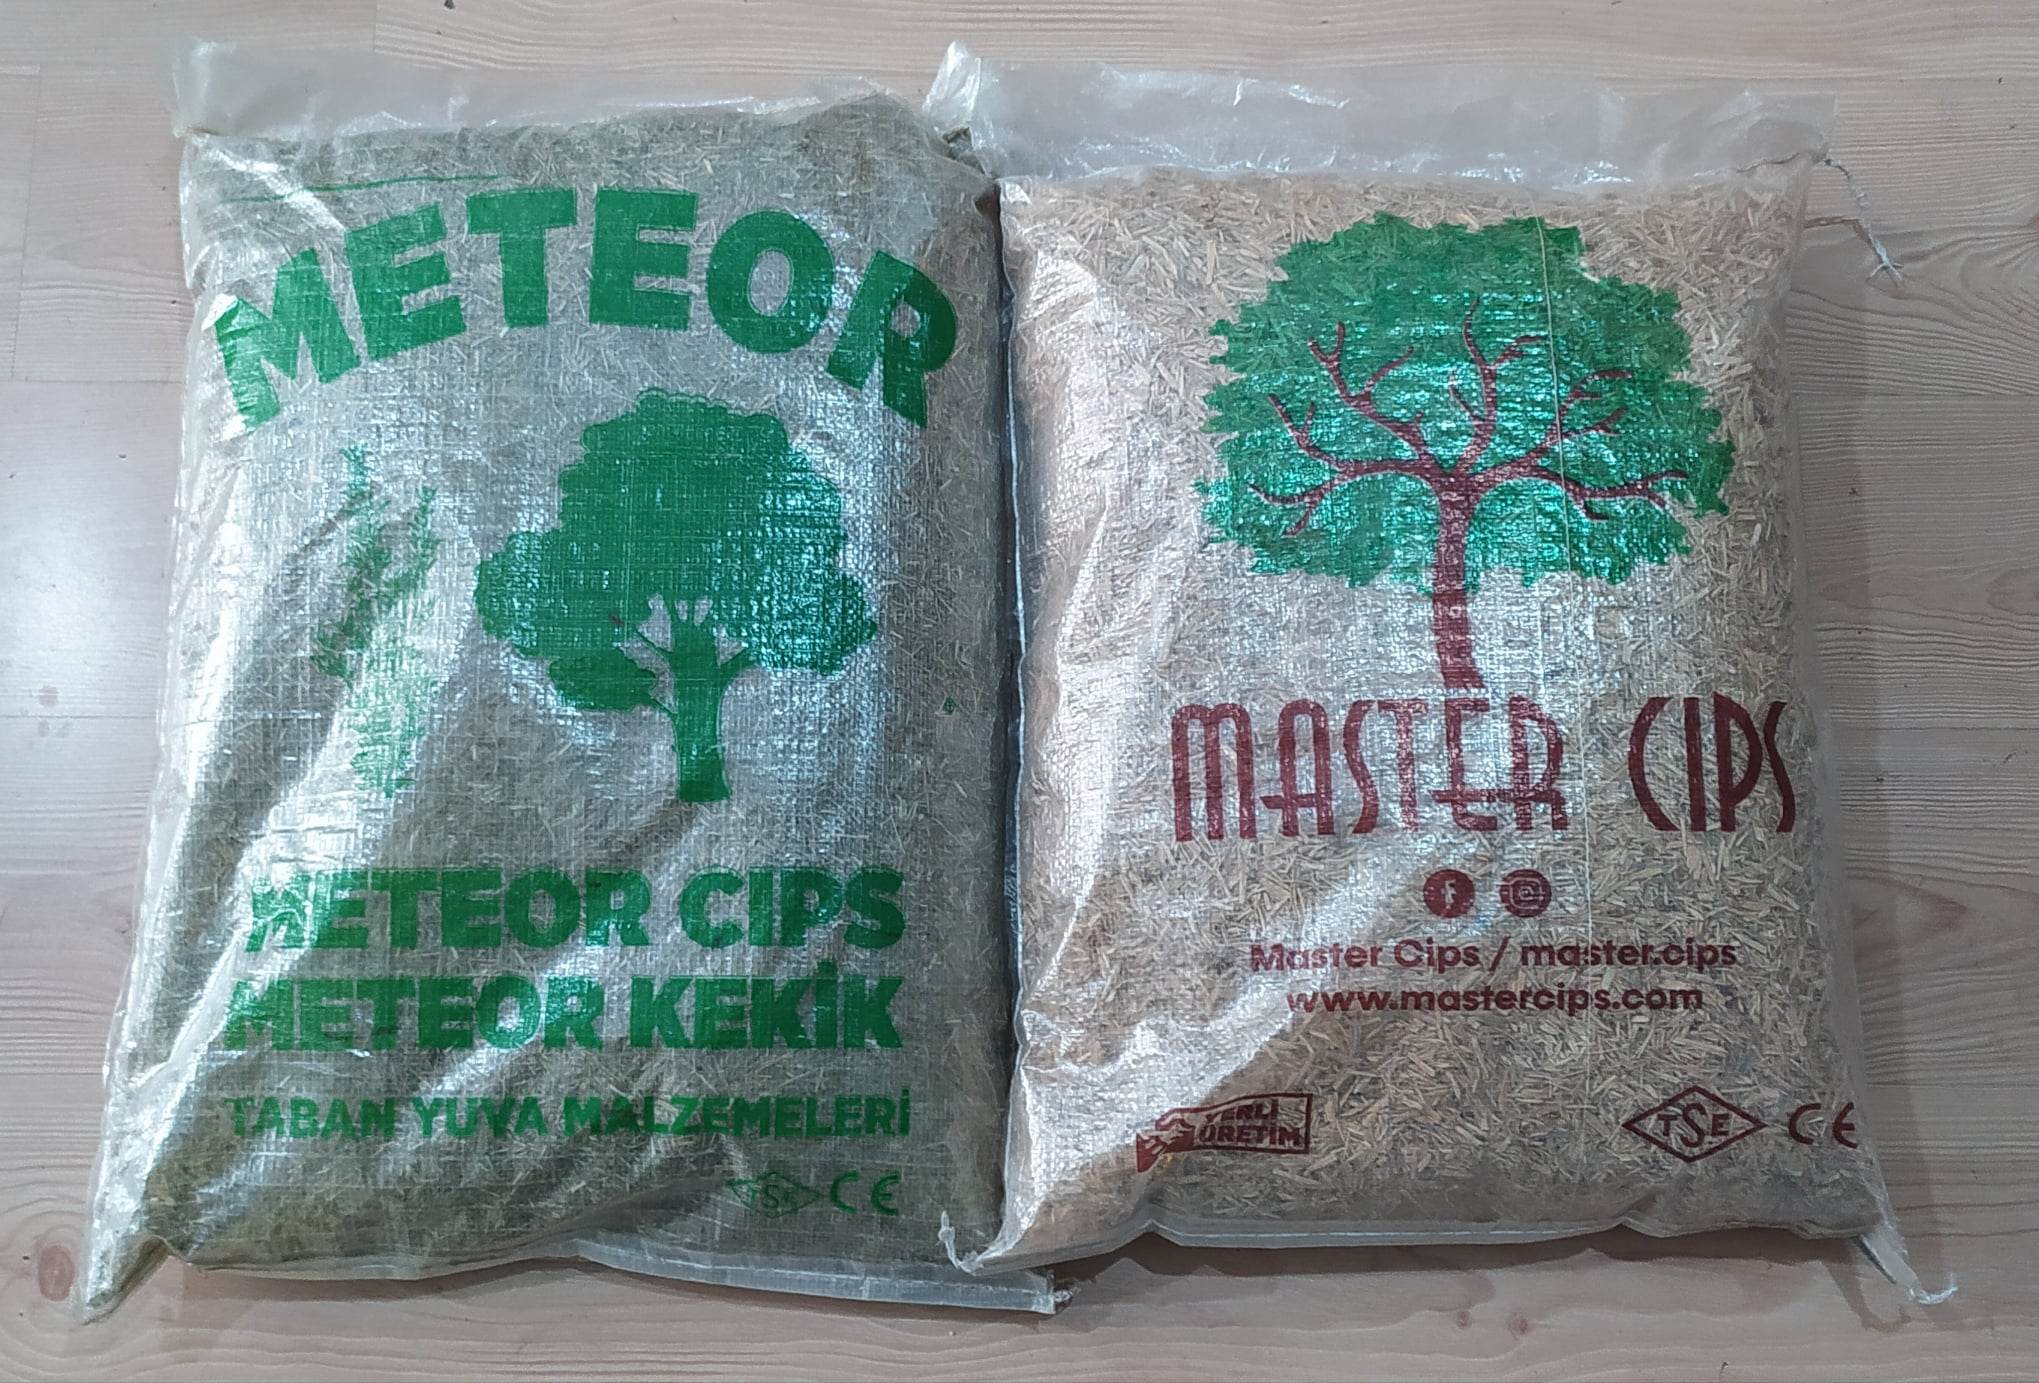 METEOR
METEOR CIPS
METEOR KEKİK
TABAN YUVA MALZEMELERİ
TSE CE
MASTER CIPS
Master Cips / master.cips
www.mastercips.com
YERLİ
ÜRETİM
TSE CE